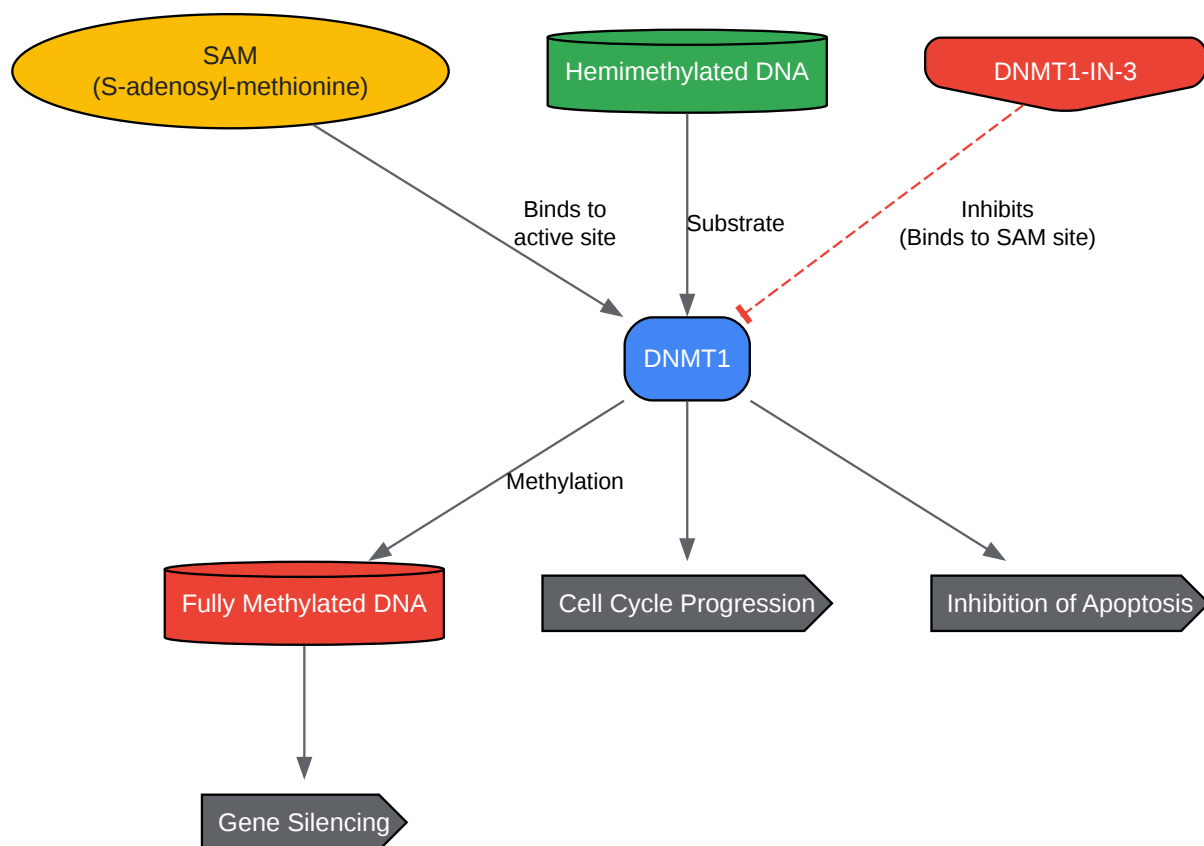 SAM
(S-adenosyl-methionine)
Hemimethylated DNA
DNMT1-IN-3
Binds to
active site
Substrate
Inhibits
(Binds to SAM site)
DNMT1
Methylation
Fully Methylated DNA
Cell Cycle Progression
Inhibition of Apoptosis
Gene Silencing